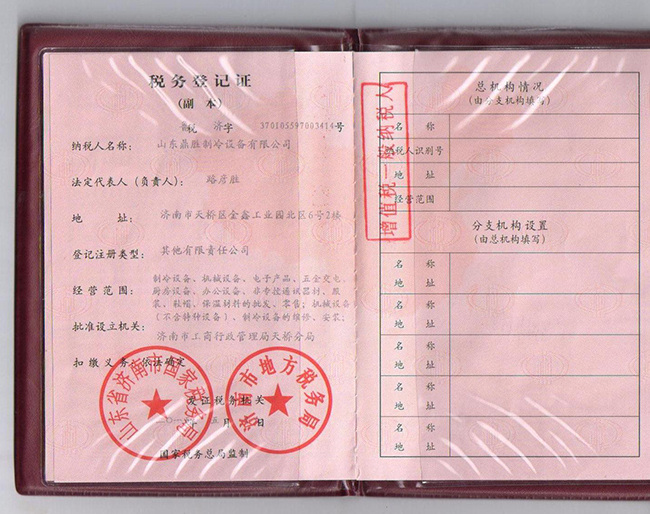 税务登记证
(副 本)
税 济 字 370105597003414号
纳税人名称： 山东鼎胜制冷设备有限公司
法定代表人（负责人）： 路彦胜
地 址： 济南市天桥区金鑫工业园北区6号2楼
登记注册类型： 其他有限责任公司
经营范围： 制冷设备、机械设备、电子产品、五金交电、
厨房设备、办公设备、非专控通讯器材、服
装、鞋帽、保温材料的批发、零售；机械设备
（不含特种设备）、制冷设备的维修、安装。
批准设立机关： 济南市工商行政管理局天桥分局
扣缴义务：依法确定
山东省济南市国家税务局
济南市地方税务局
发证税务机关
月 日
国家税务总局监制
增值税一般纳税人
总机构情况
(由分支机构填写)
名 称
纳税人识别号
地 址
经营范围
分支机构设置
(由总机构填写)
名 称
地 址
名 称
地 址
名 称
地 址
名 称
地 址
名 称
地 址